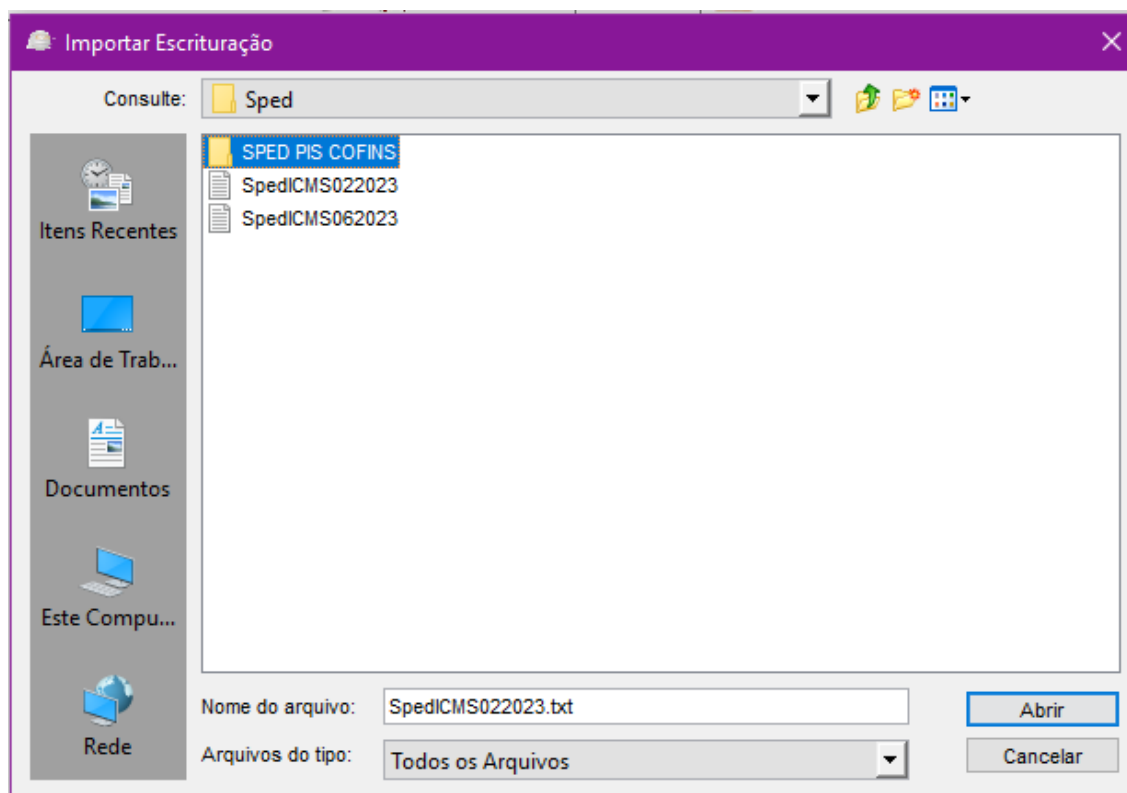 Importar Escrituração
Consulte:
Sped
SPED PIS COFINS
SpedICMS022023
SpedICMS062023
Itens Recentes
Área de Trab...
Documentos
Este Compu...
Rede
Nome do arquivo:
SpedICMS022023.txt
Abrir
Arquivos do tipo:
Todos os Arquivos
Cancelar